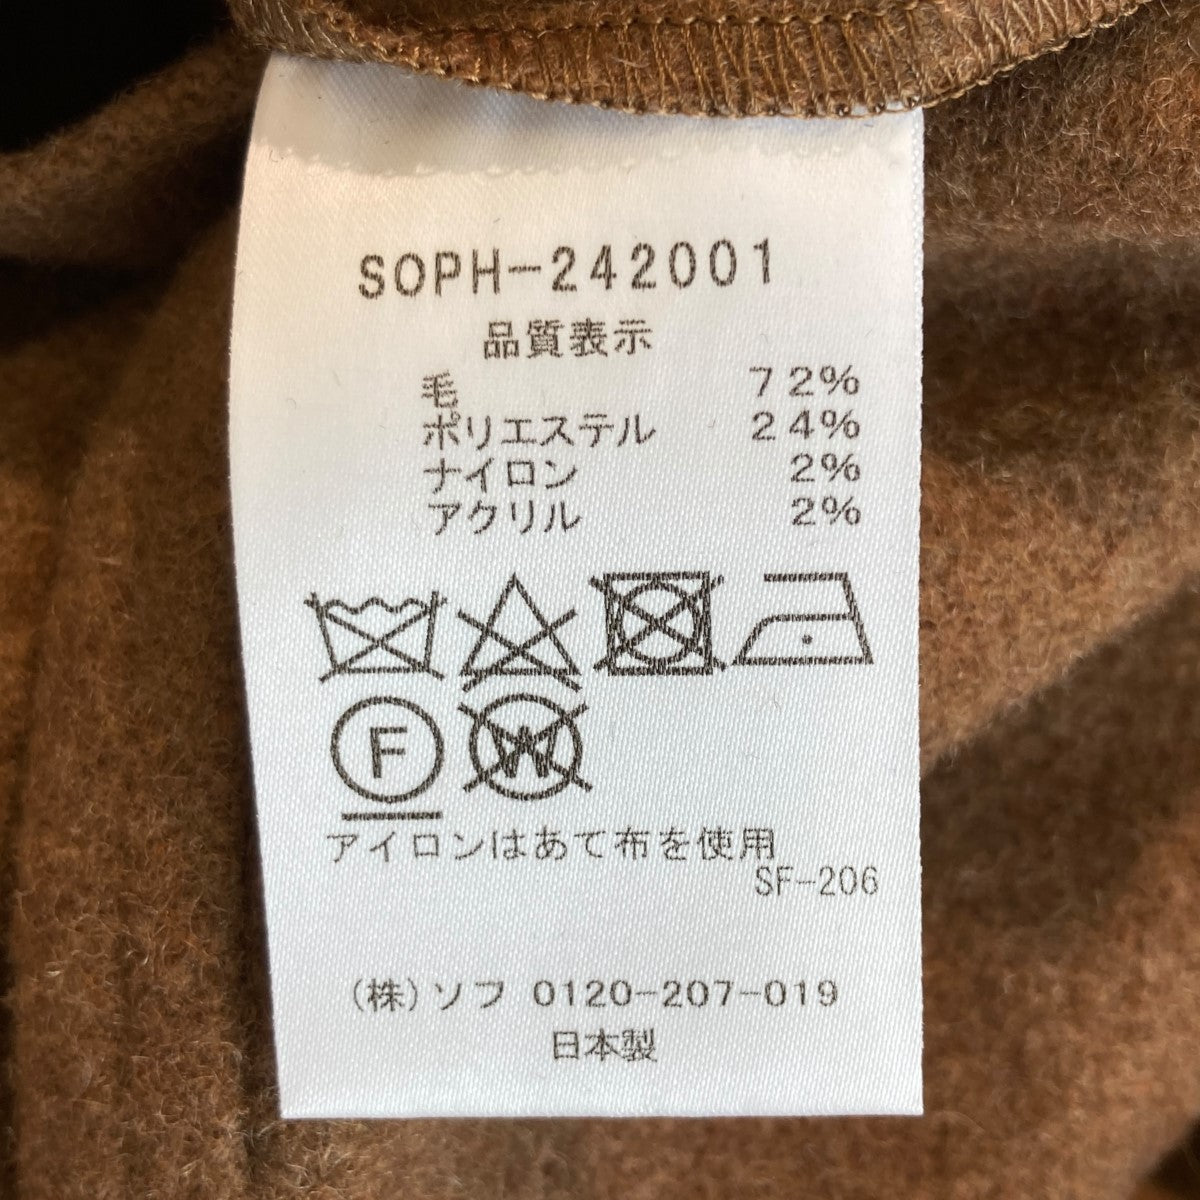 SOPH-242001
品質表示
毛 72%
ポリエステル 24%
ナイロン 2%
アクリル 2%
F W
アイロンはあて布を使用
SF-206
(株)ソフ 0120-207-019
日本製